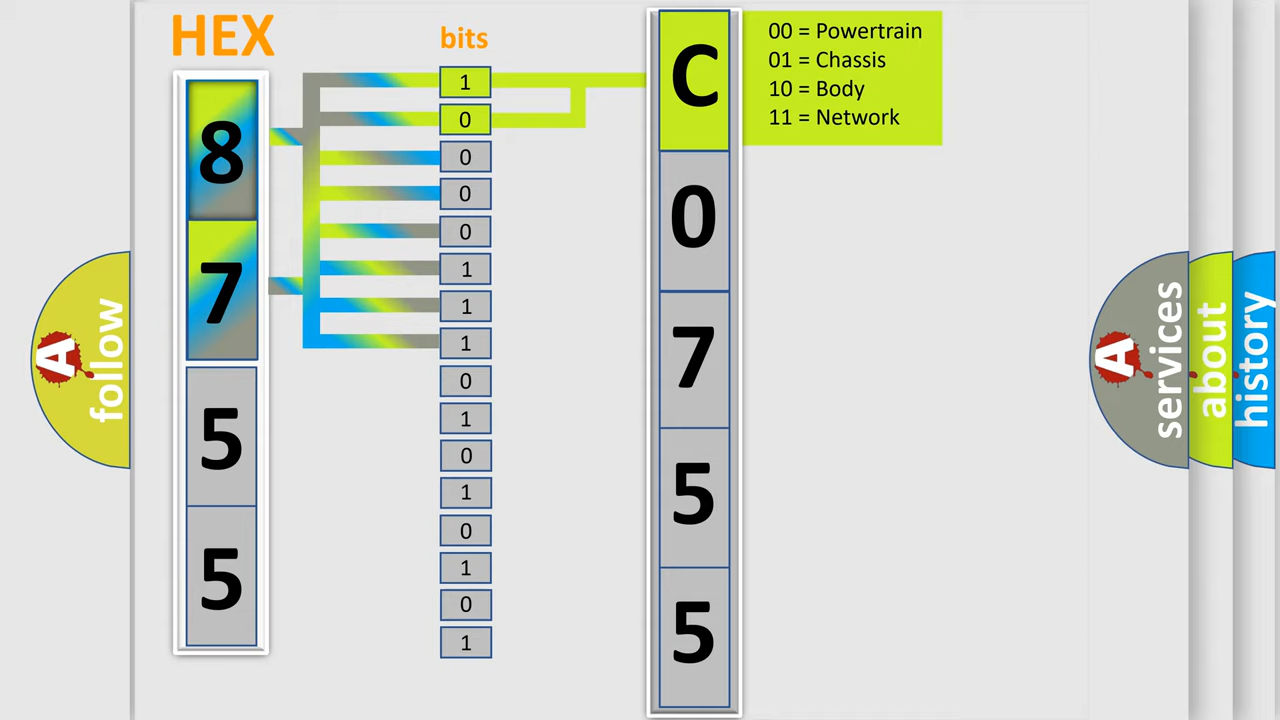 HEX
8
7
5
5
bits
1
0
0
0
0
1
1
1
0
1
0
1
0
1
0
1
C
0
7
5
5
00 = Powertrain
01 = Chassis
10 = Body
11 = Network
A
follow
A
services
about
history